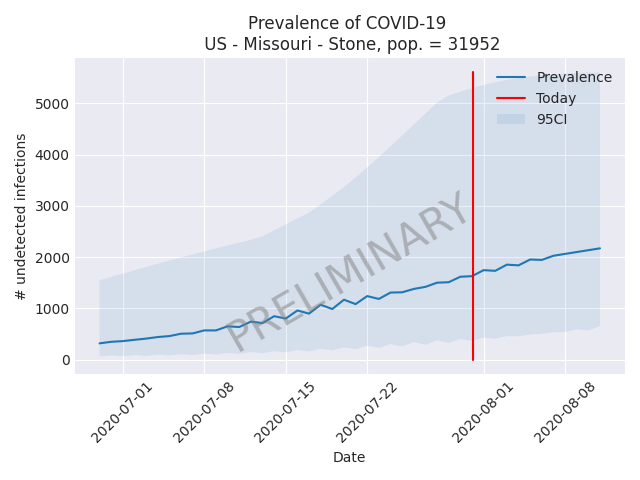 Prevalence of COVID-19
US - Missouri - Stone, pop. = 31952
Prevalence
Today
95CI
# undetected infections
5000
4000
3000
2000
1000
0
PRELIMINARY
2020-07-01
2020-07-08
2020-07-15
2020-07-22
2020-08-01
2020-08-08
Date